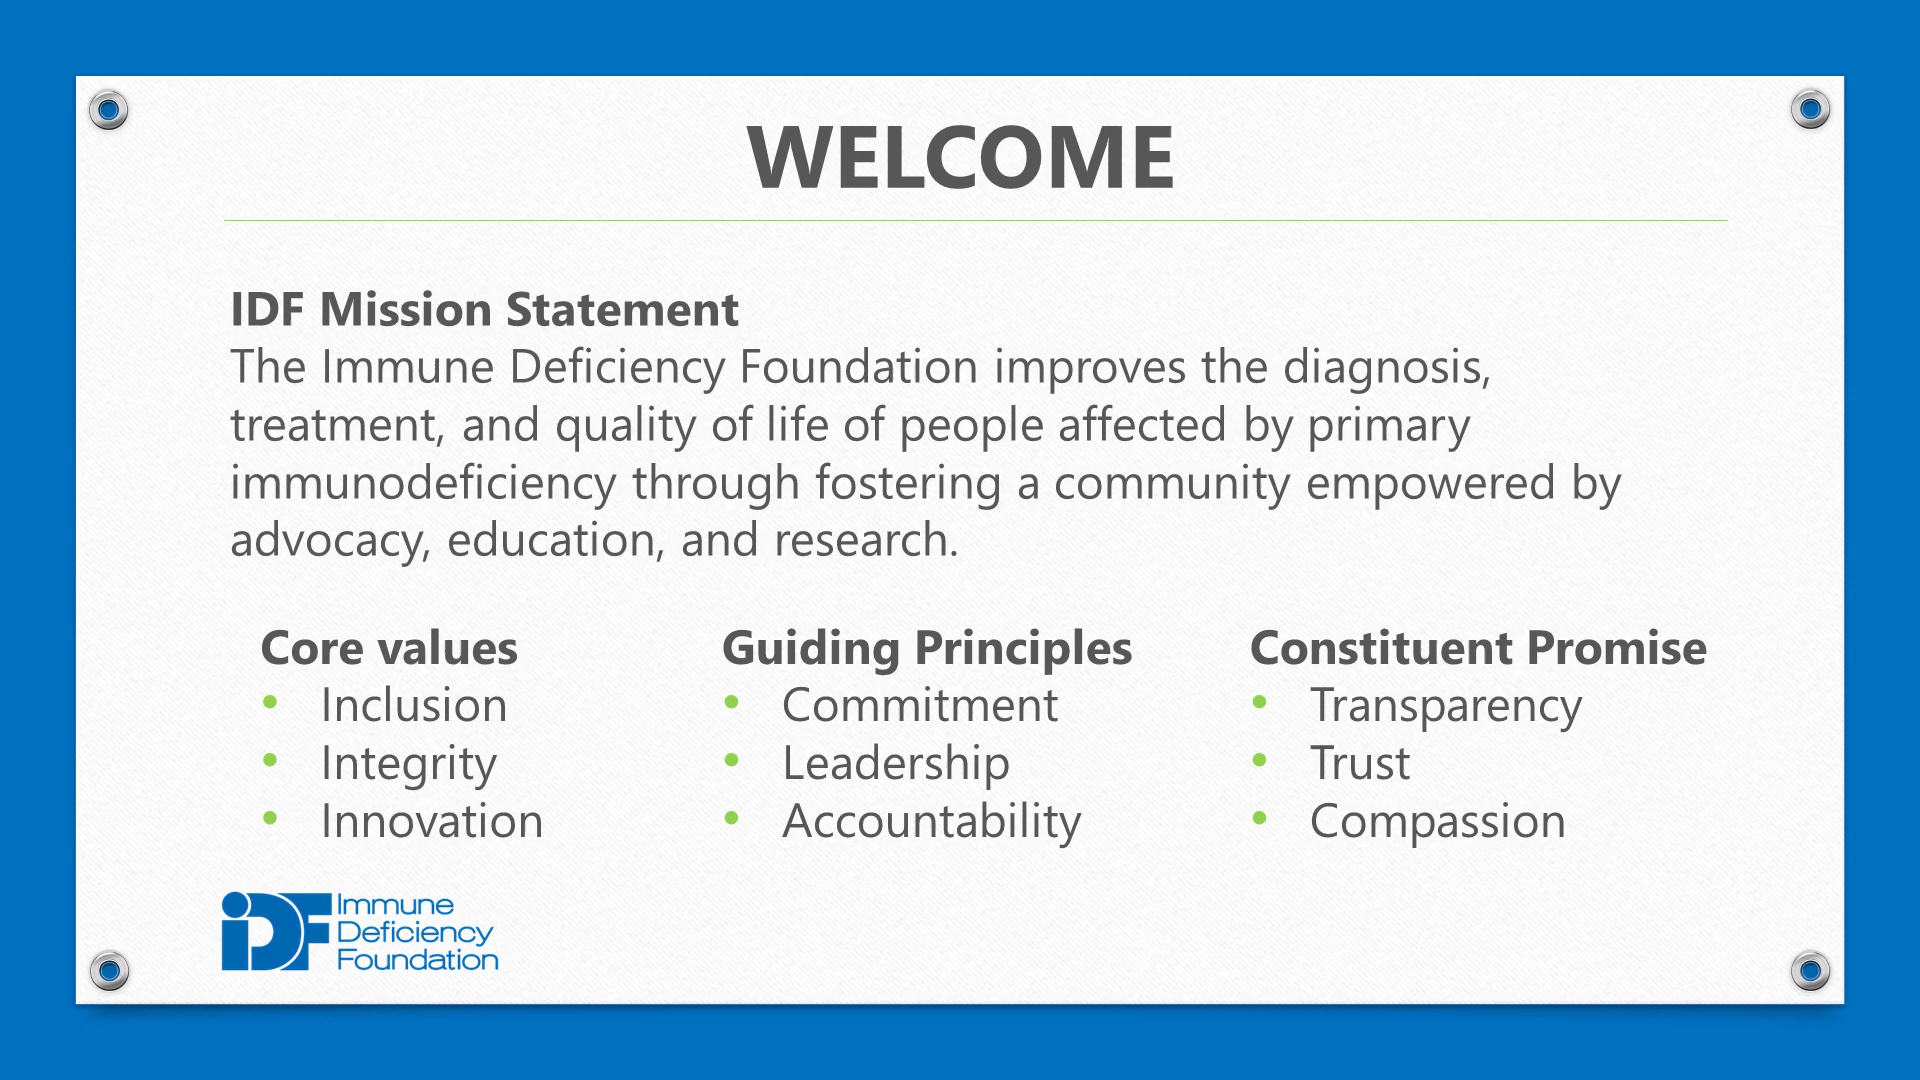 WELCOME
IDF Mission Statement
The Immune Deficiency Foundation improves the diagnosis,
treatment, and quality of life of people affected by primary
immunodeficiency through fostering a community empowered by
advocacy, education, and research.
Core values
• Inclusion
• Integrity
• Innovation
Guiding Principles
• Commitment
• Leadership
• Accountability
Constituent Promise
• Transparency
• Trust
• Compassion
iDF
Immune
Deficiency
Foundation